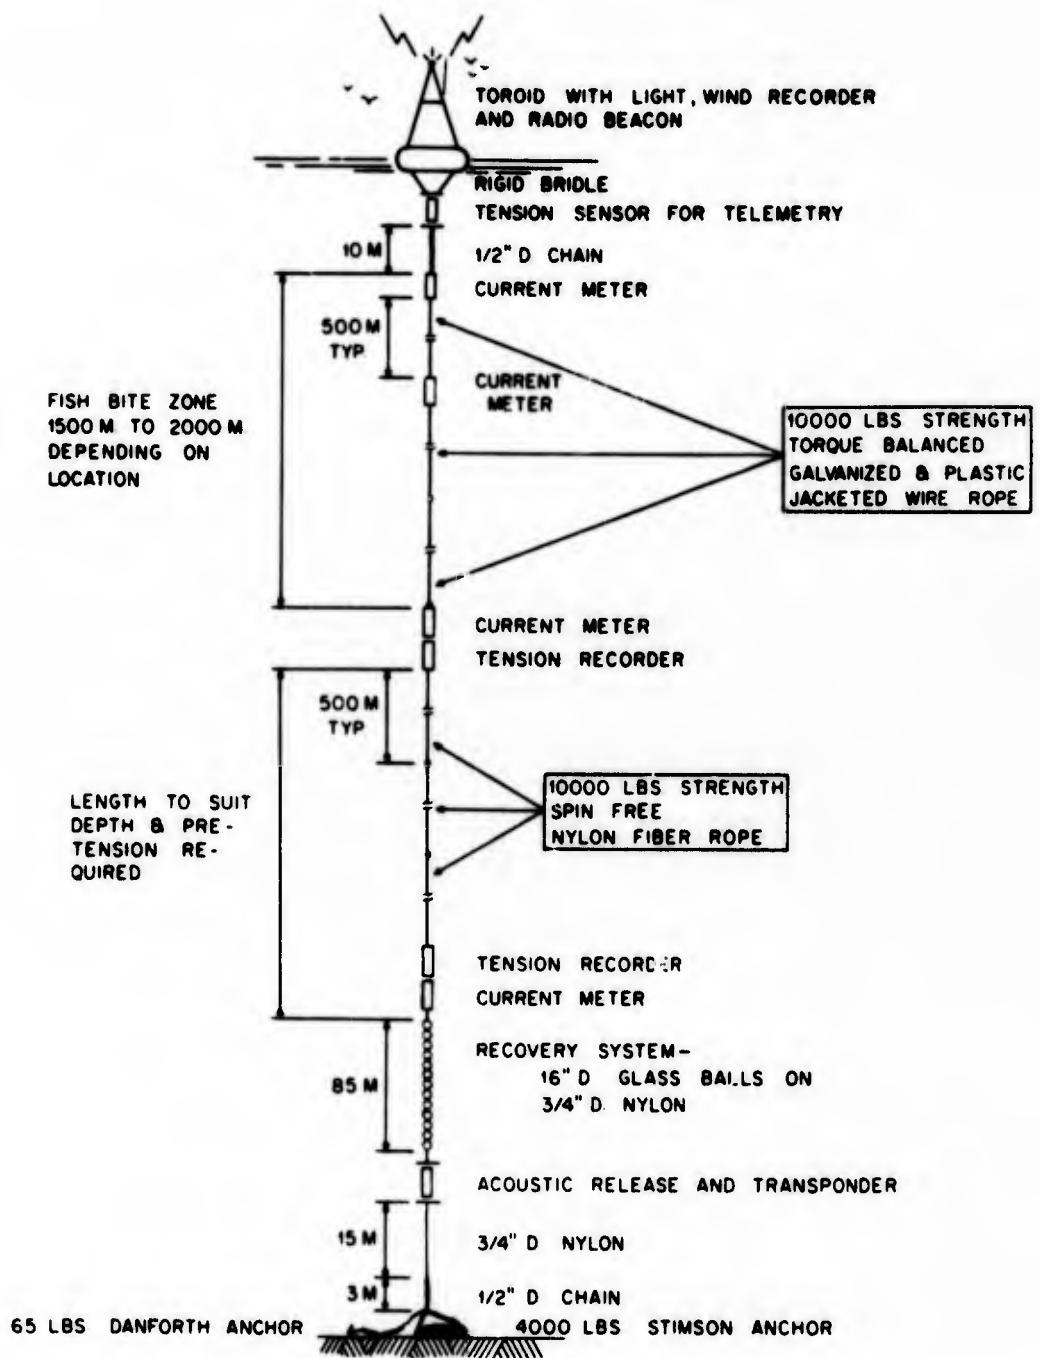 TOROID WITH LIGHT, WIND RECORDER
AND RADIO BEACON
RIGID BRIDLE
TENSION SENSOR FOR TELEMETRY
10 M
1/2" D CHAIN
CURRENT METER
500 M
TYP.
CURRENT
METER
FISH BITE ZONE
1500 M TO 2000 M
DEPENDING ON
LOCATION
10000 LBS STRENGTH
TORQUE BALANCED
GALVANIZED & PLASTIC
JACKETED WIRE ROPE
CURRENT METER
TENSION RECORDER
500 M
TYP.
LENGTH TO SUIT
DEPTH & PRE-
TENSION RE-
QUIRED
10000 LBS STRENGTH
SPIN FREE
NYLON FIBER ROPE
TENSION RECORDER
CURRENT METER
RECOVERY SYSTEM-
16" D GLASS BALLS ON
3/4" D. NYLON
85 M
ACOUSTIC RELEASE AND TRANSPONDER
15 M
3/4" D NYLON
3 M
1/2" D CHAIN
65 LBS DANFORTH ANCHOR
4000 LBS STIMSON ANCHOR